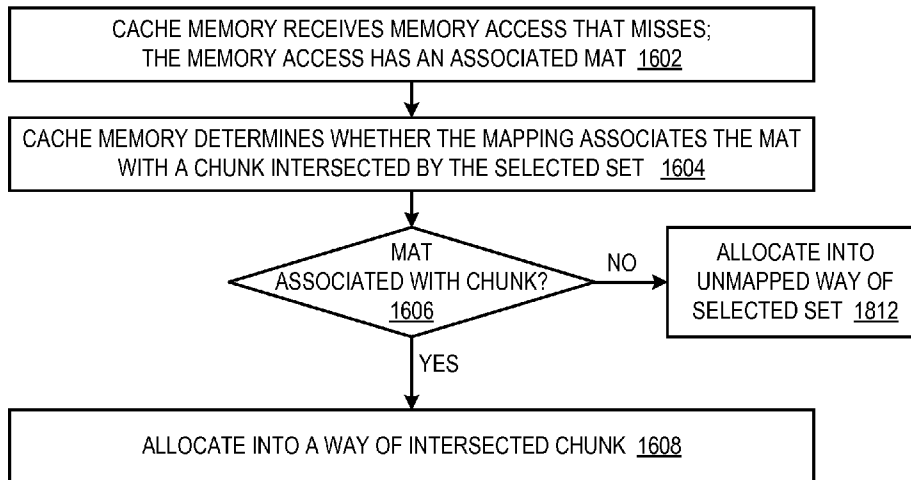 CACHE MEMORY RECEIVES MEMORY ACCESS THAT MISSES;
THE MEMORY ACCESS HAS AN ASSOCIATED MAT 1602
CACHE MEMORY DETERMINES WHETHER THE MAPPING ASSOCIATES THE MAT
WITH A CHUNK INTERSECTED BY THE SELECTED SET 1604
MAT
ASSOCIATED WITH CHUNK?
1606
NO
ALLOCATE INTO
UNMAPPED WAY OF
SELECTED SET 1812
YES
ALLOCATE INTO A WAY OF INTERSECTED CHUNK 1608